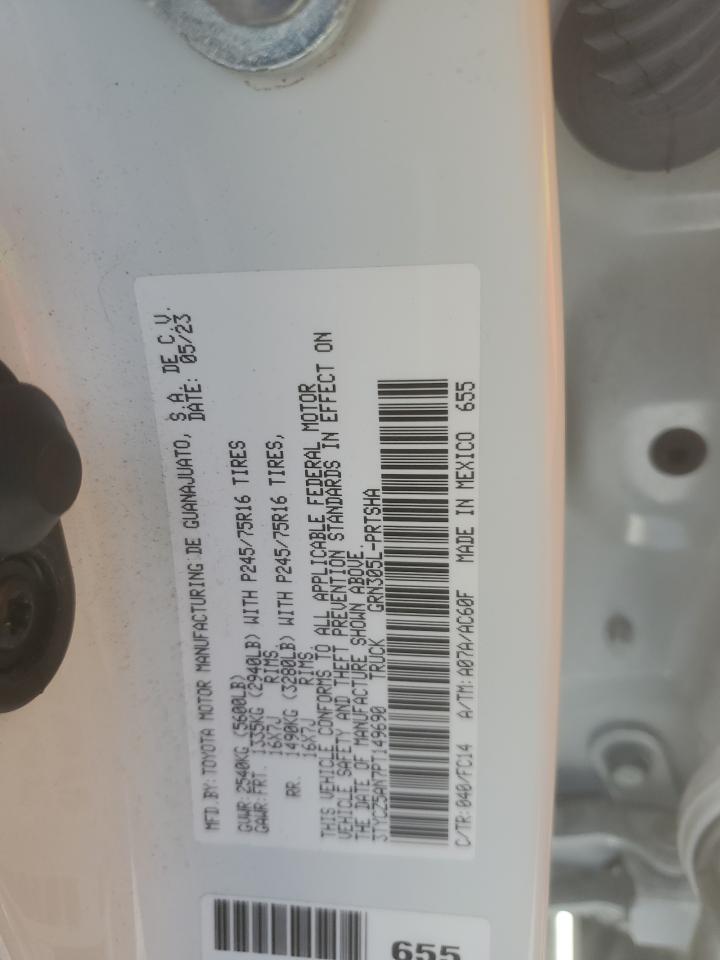 MFD.BY:TOYOTA MOTOR MANUFACTURING DE GUANAJUATO, S.A. DE C.V.
DATE: 05/23
GVWR:2540KG (5600LB)
GAWR:FRT. 1335KG (2940LB) WITH P245/75R16 TIRES
16X7J RIMS,
RR. 1490KG (3280LB) WITH P245/75R16 TIRES,
16X7J RIMS.
THIS VEHICLE CONFORMS TO ALL APPLICABLE FEDERAL MOTOR
VEHICLE SAFETY AND THEFT PREVENTION STANDARDS IN EFFECT ON
THE DATE OF MANUFACTURE SHOWN ABOVE.
3TYCZ5AN7PT149690 TRUCK GRN305L-PRTSHA
C/TR:040/FC14 A/TM:A07A/AC60F MADE IN MEXICO 655
655